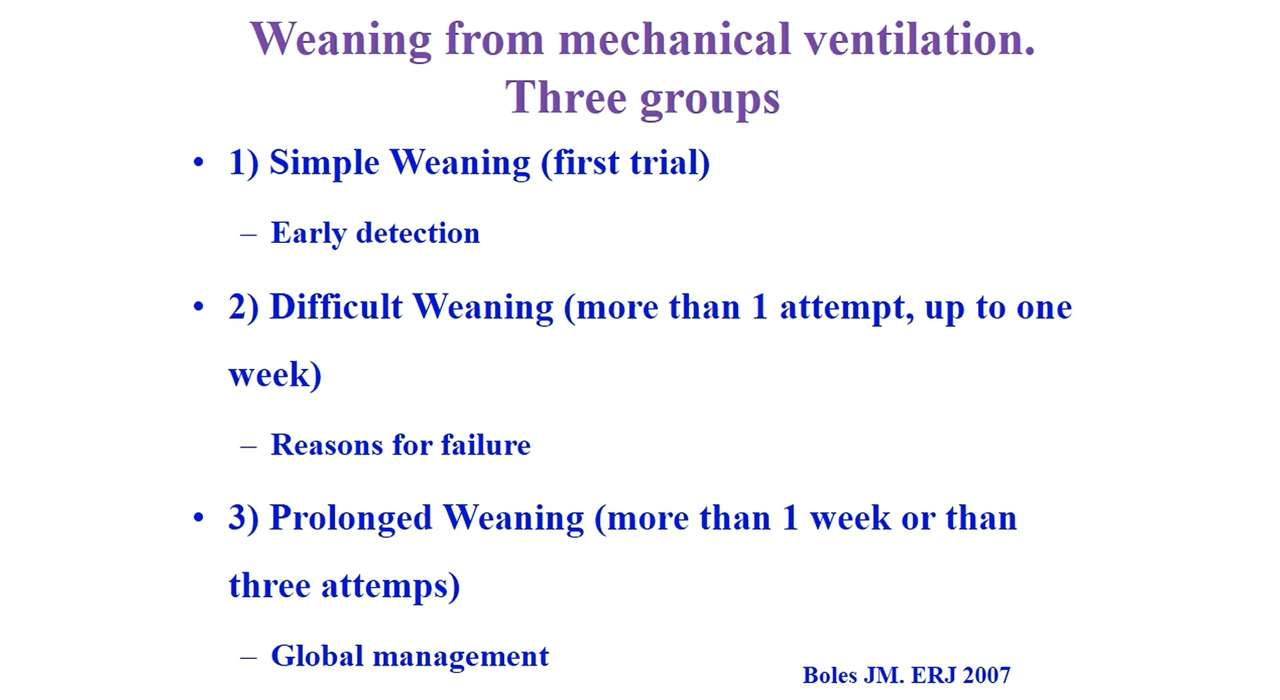 Weaning from mechanical ventilation.
Three groups
• 1) Simple Weaning (first trial)
– Early detection
• 2) Difficult Weaning (more than 1 attempt, up to one
week)
– Reasons for failure
• 3) Prolonged Weaning (more than 1 week or than
three attemps)
– Global management
Boles JM. ERJ 2007